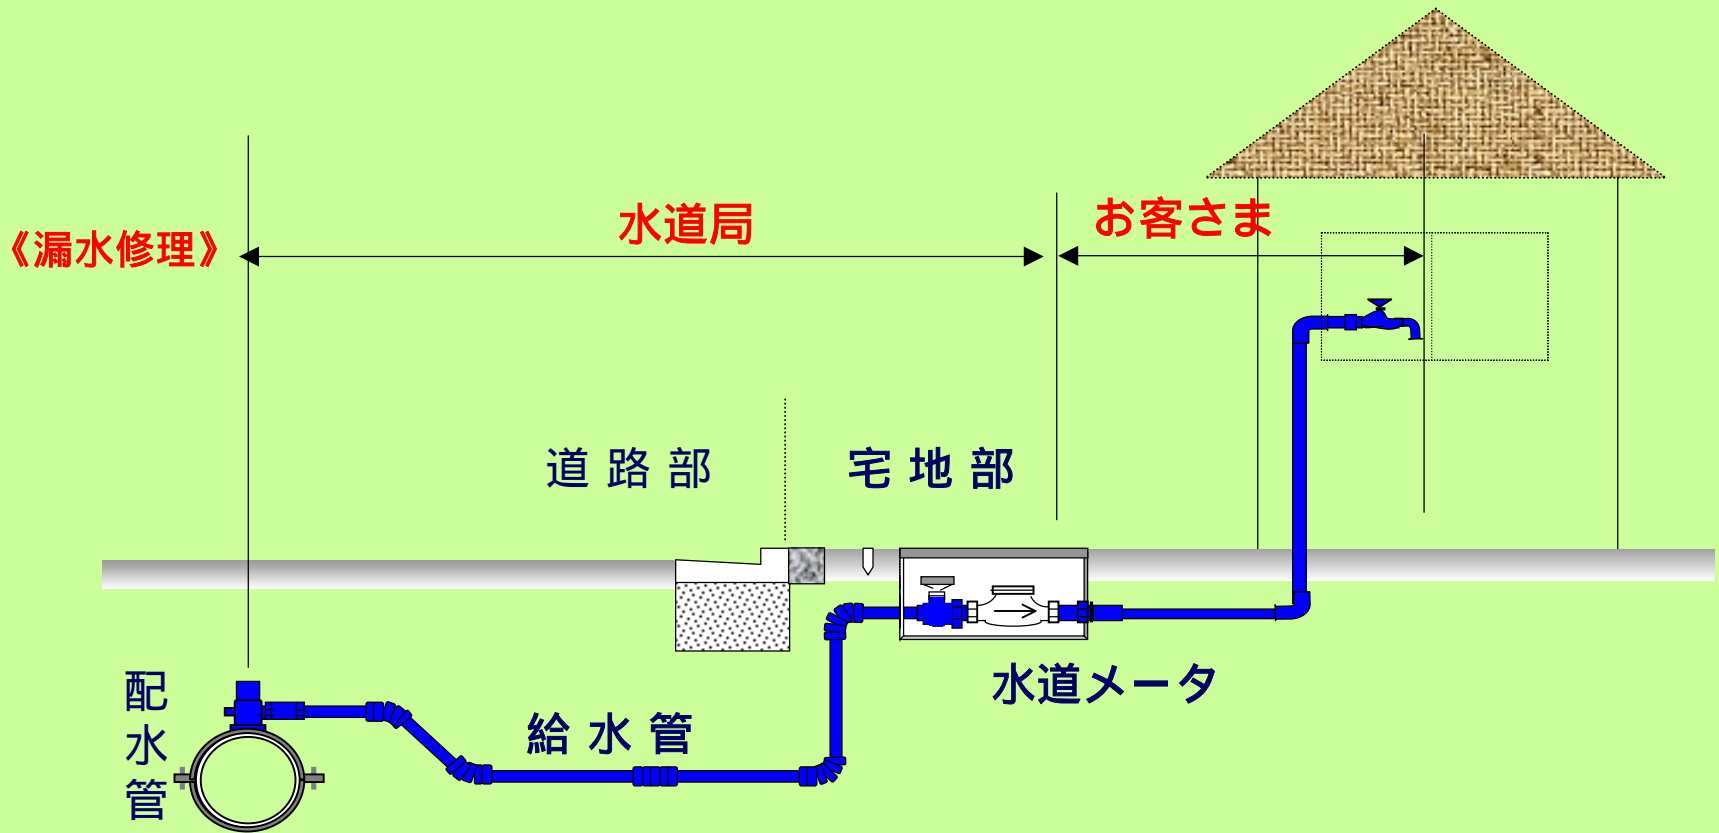 水道局
お客さま
《漏水修理》
道路部
宅地部
水道メータ
配水管
給水管